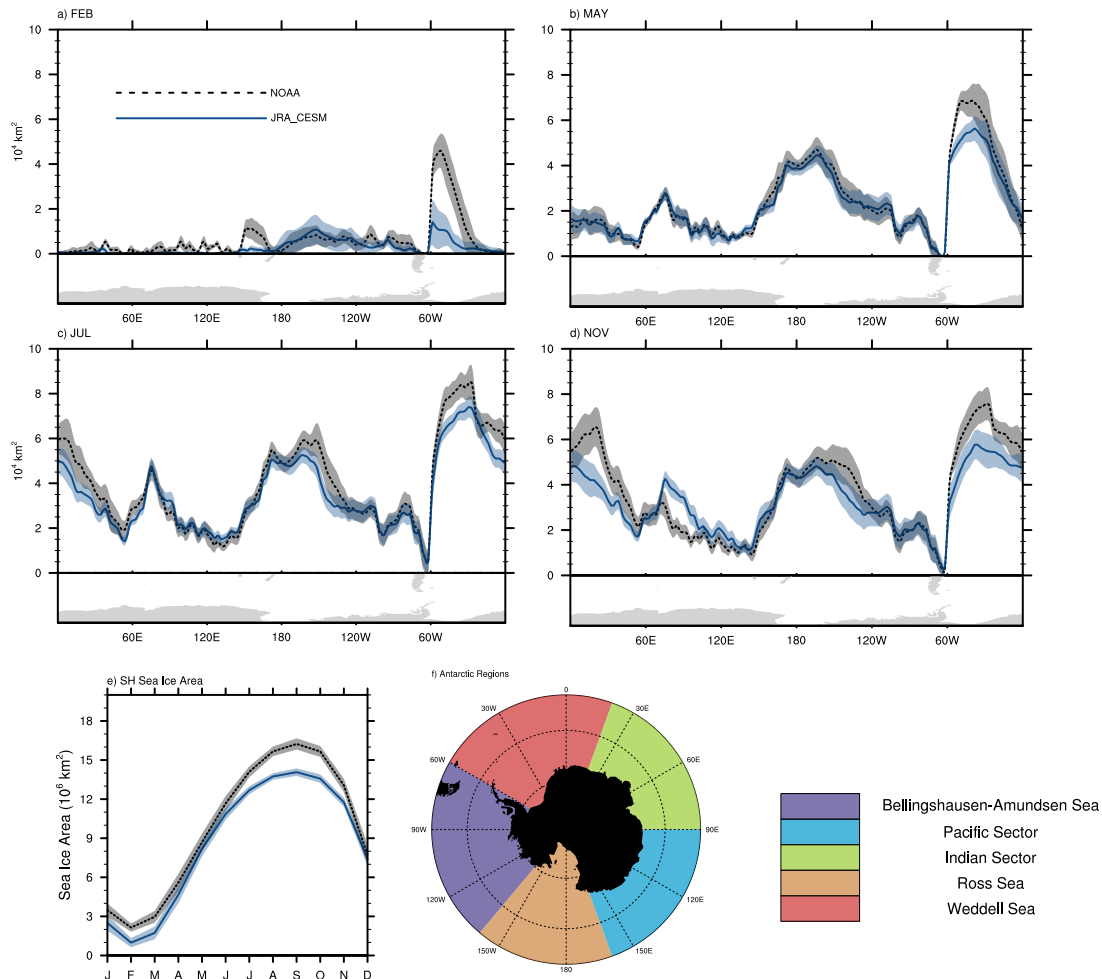 a) FEB
b) MAY
10
8
6
4
2
0
10⁴ km²
NOAA
JRA_CESM
60E 120E 180 120W 60W
10
8
6
4
2
0
60E 120E 180 120W 60W
c) JUL
d) NOV
10
8
6
4
2
0
10⁴ km²
60E 120E 180 120W 60W
10
8
6
4
2
0
60E 120E 180 120W 60W
e) SH Sea Ice Area
18
15
12
9
6
3
0
Sea Ice Area (10⁶ km²)
J F M A M J J A S O N D
f) Antarctic Regions
0
30W
30E
60W
60E
90W
90E
120W
120E
150W
150E
180
Bellingshausen-Amundsen Sea
Pacific Sector
Indian Sector
Ross Sea
Weddell Sea